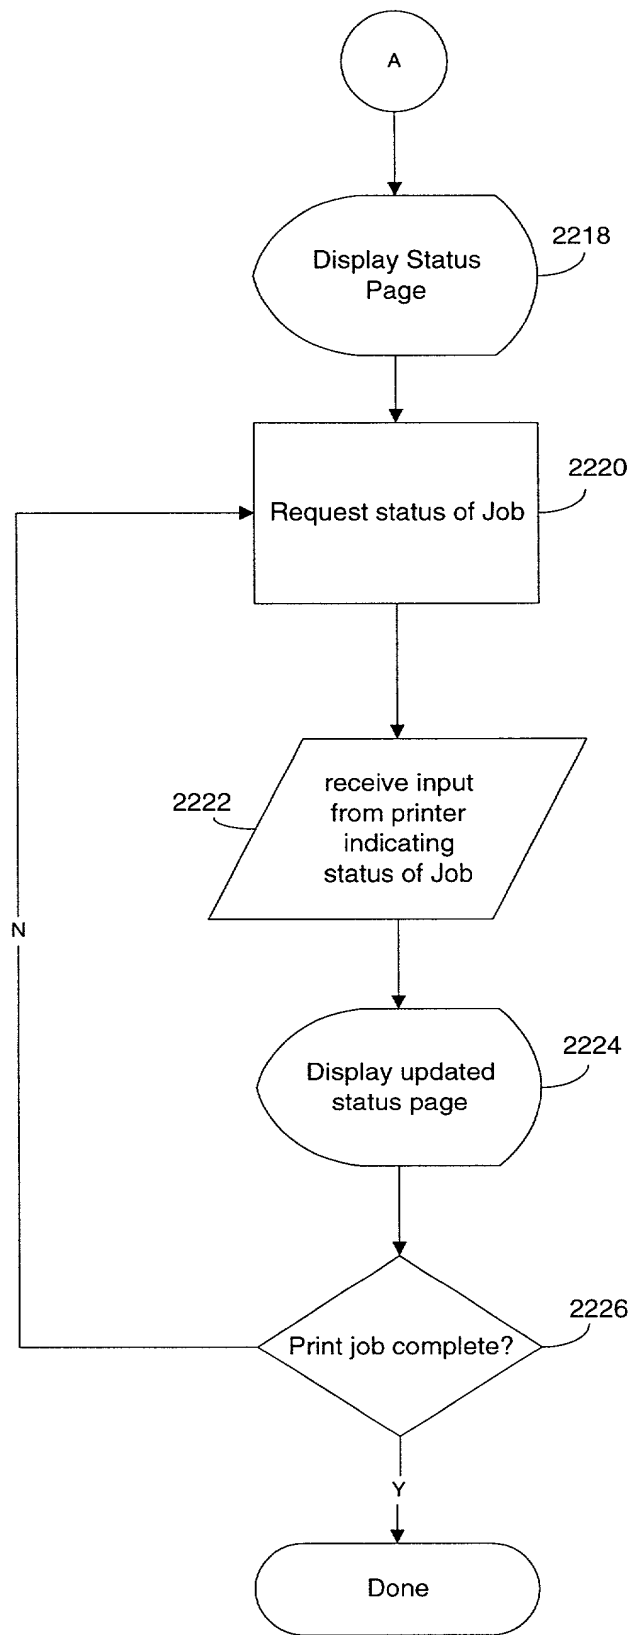 A
Display Status
Page
2218
Request status of Job
2220
receive input
from printer
indicating
status of Job
2222
N
Display updated
status page
2224
Print job complete?
2226
Y
Done